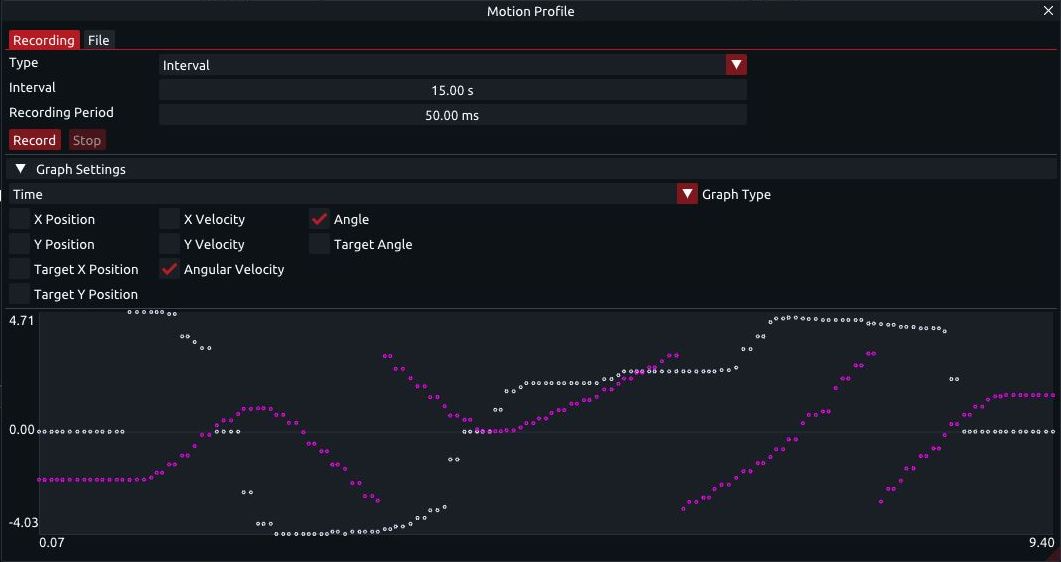 Motion Profile
Recording File
Type Interval
Interval 15.00 s
Recording Period 50.00 ms
Record Stop
Graph Settings
Time Graph Type
X Position X Velocity Angle
Y Position Y Velocity Target Angle
Target X Position Angular Velocity
Target Y Position
4.71
0.00
-4.03
0.07 9.40